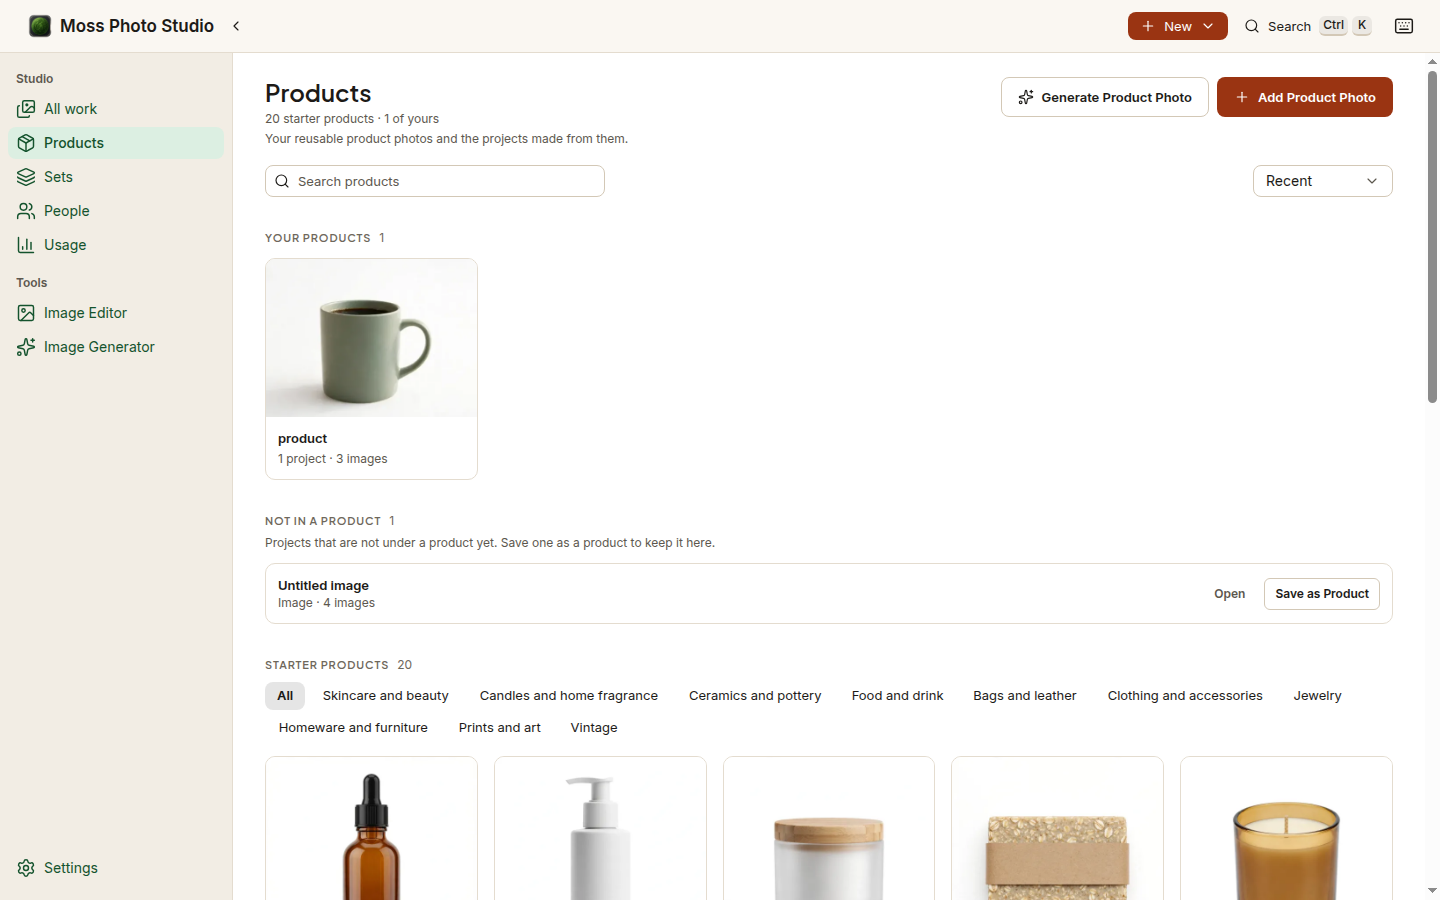 Moss Photo Studio
New
Search Ctrl K
Studio
All work
Products
Sets
People
Usage
Tools
Image Editor
Image Generator
Settings
Products
20 starter products · 1 of yours
Your reusable product photos and the projects made from them.
Generate Product Photo
Add Product Photo
Search products
Recent
YOUR PRODUCTS 1
product
1 project · 3 images
NOT IN A PRODUCT 1
Projects that are not under a product yet. Save one as a product to keep it here.
Untitled image
Image · 4 images
Open
Save as Product
STARTER PRODUCTS 20
All Skincare and beauty Candles and home fragrance Ceramics and pottery Food and drink Bags and leather Clothing and accessories Jewelry
Homeware and furniture Prints and art Vintage